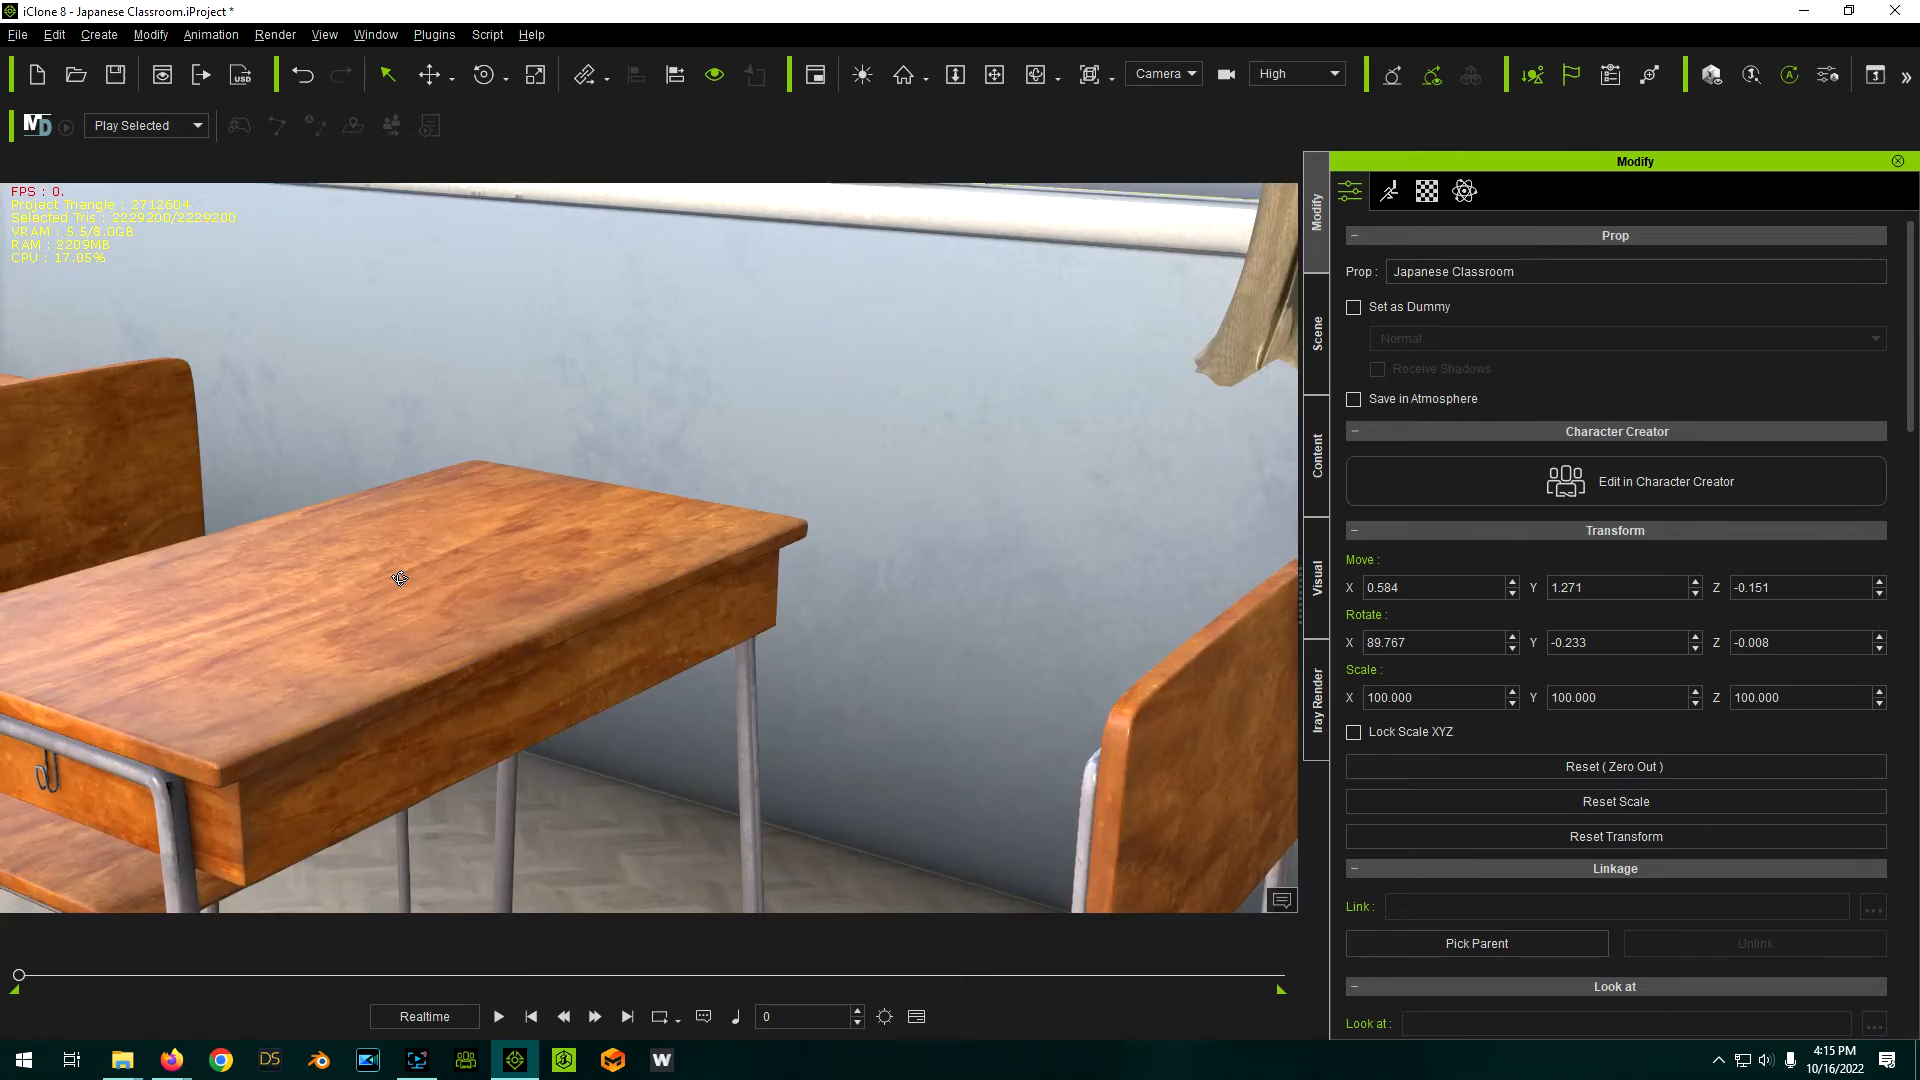 iClone 8 - Japanese Classroom.iProject *
File Edit Create Modify Animation Render View Window Plugins Script Help
Camera High
MD Play Selected
FPS : 0.
Project Triangle : 2712604
Selected Tris : 2229200/2229200
VRAM : 5.5/8.0GB
RAM : 2209MB
CPU : 17.05%
Modify
Scene
Content
Visual
Iray Render
Modify
Prop
Prop : Japanese Classroom
Set as Dummy
Normal
Receive Shadows
Save in Atmosphere
Character Creator
Edit in Character Creator
Transform
Move :
X 0.584 Y 1.271 Z -0.151
Rotate :
X 89.767 Y -0.233 Z -0.008
Scale :
X 100.000 Y 100.000 Z 100.000
Lock Scale XYZ
Reset ( Zero Out )
Reset Scale
Reset Transform
Linkage
Link : ...
Pick Parent Unlink
Look at
Look at : ...
Realtime 0
DS W
4:15 PM
10/16/2022